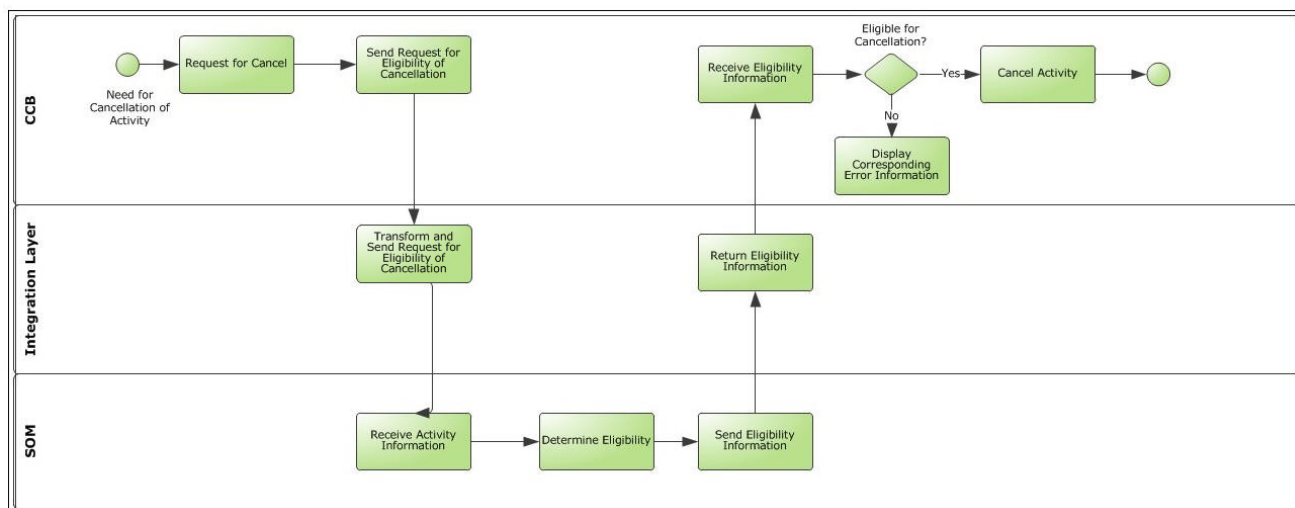 CCB
Need for
Cancellation of
Activity
Request for Cancel
Send Request for
Eligibility of
Cancellation
Receive Eligibility
Information
Eligible for
Cancellation?
Yes
No
Cancel Activity
Display
Corresponding
Error Information
Integration Layer
Transform and
Send Request for
Eligibility of
Cancellation
Return Eligibility
Information
SOM
Receive Activity
Information
Determine Eligibility
Send Eligibility
Information